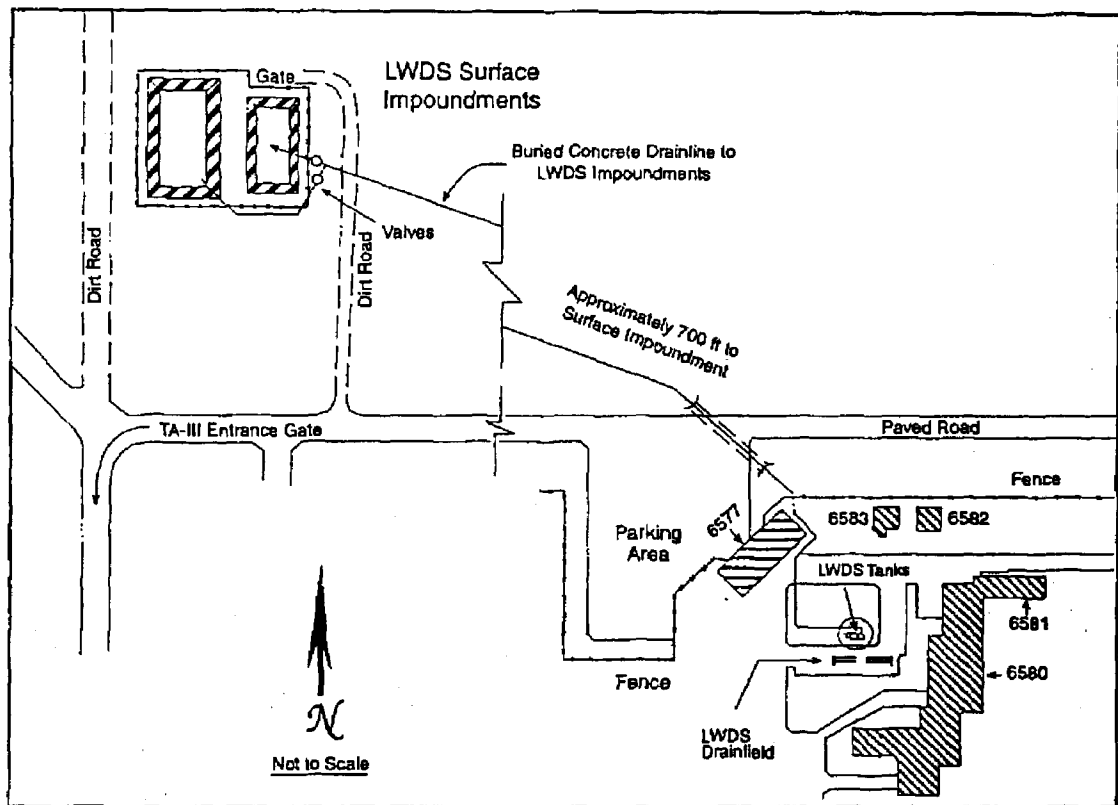 Gate
LWDS Surface
Impoundments
Buried Concrete Drainline to
LWDS Impoundments
Valves
Dirt Road
Dirt Road
Approximately 700 ft to
Surface Impoundment
TA-III Entrance Gate
Paved Road
Fence
6577
6583
6582
Parking
Area
LWDS Tanks
6581
6580
Fence
LWDS
Drainfield
N
Not to Scale